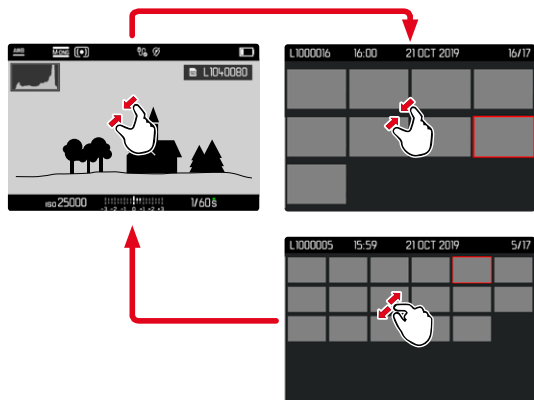 AWB M-DNG
L1040080
ISO 25000 -3 -2 -1 0 +1 +2 +3 1/60s
L1000016 16:00 21 OCT 2019 16/17
L1000005 15:59 21 OCT 2019 5/17